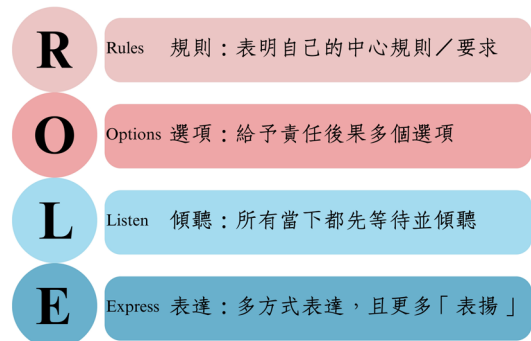 R Rules 規則：表明自己的中心規則／要求
O Options 選項：給予責任後果多個選項
L Listen 傾聽：所有當下都先等待並傾聽
E Express 表達：多方式表達，且更多「表揚」